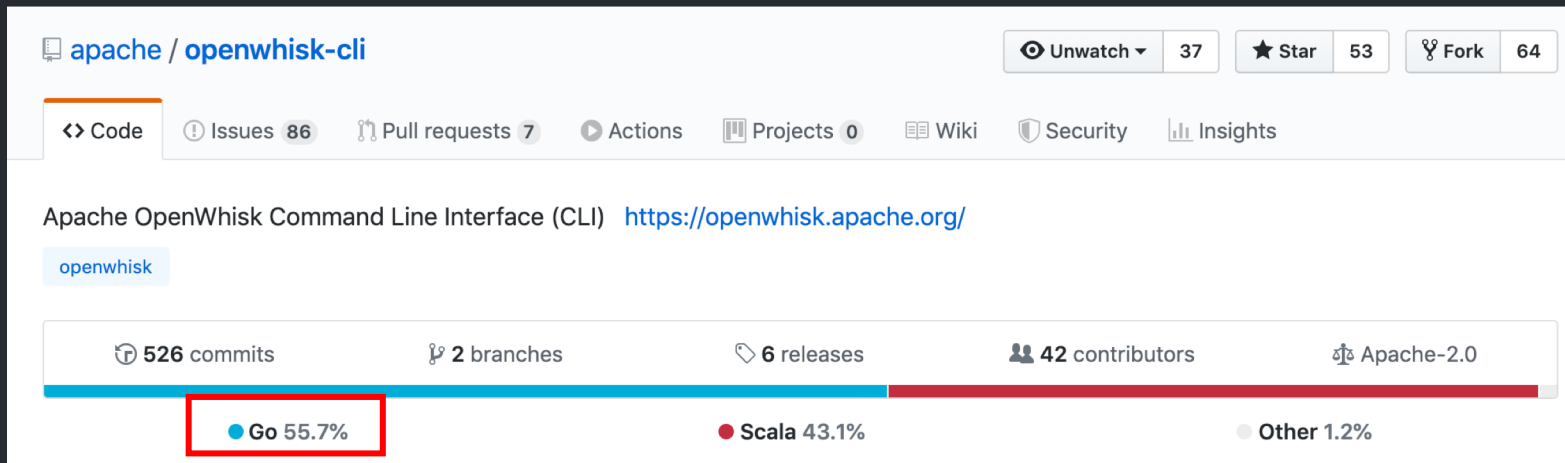 apache / openwhisk-cli
Unwatch 37 Star 53 Fork 64
Code Issues 86 Pull requests 7 Actions Projects 0 Wiki Security Insights
Apache OpenWhisk Command Line Interface (CLI) https://openwhisk.apache.org/
openwhisk
526 commits 2 branches 6 releases 42 contributors Apache-2.0
Go 55.7% Scala 43.1% Other 1.2%